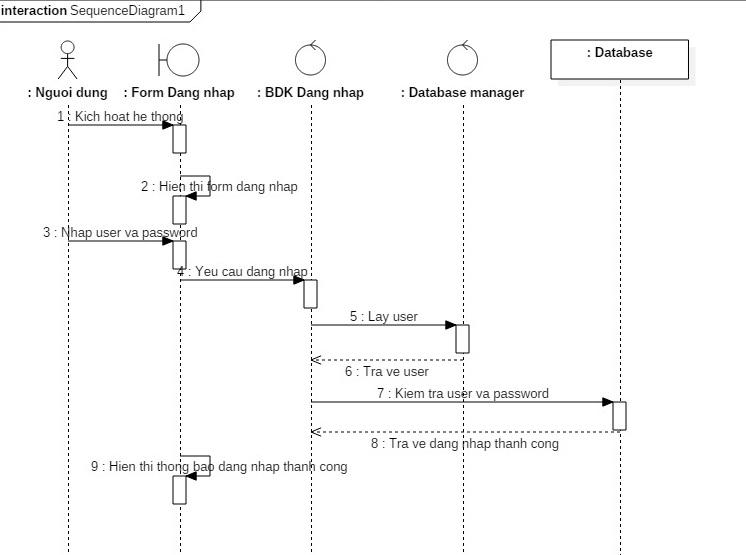 interaction SequenceDiagram1
: Nguoi dung
: Form Dang nhap
: BDK Dang nhap
: Database manager
: Database
1 : Kich hoat he thong
2 : Hien thi form dang nhap
3 : Nhap user va password
4 : Yeu cau dang nhap
5 : Lay user
6 : Tra ve user
7 : Kiem tra user va password
8 : Tra ve dang nhap thanh cong
9 : Hien thi thong bao dang nhap thanh cong